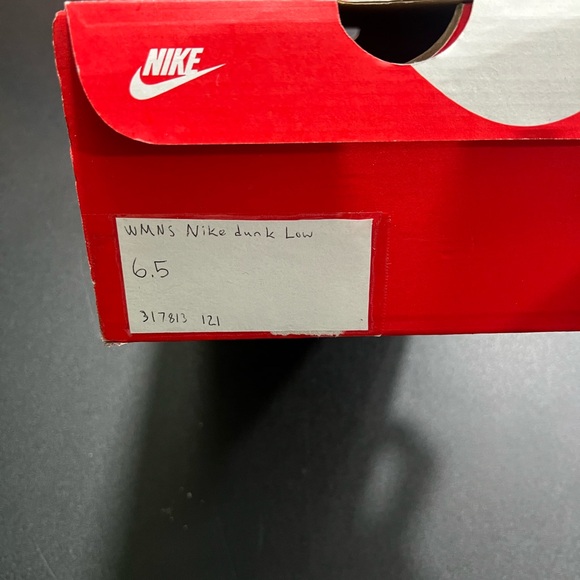 NIKE
WMNS Nike dunk Low
6.5
317813 121